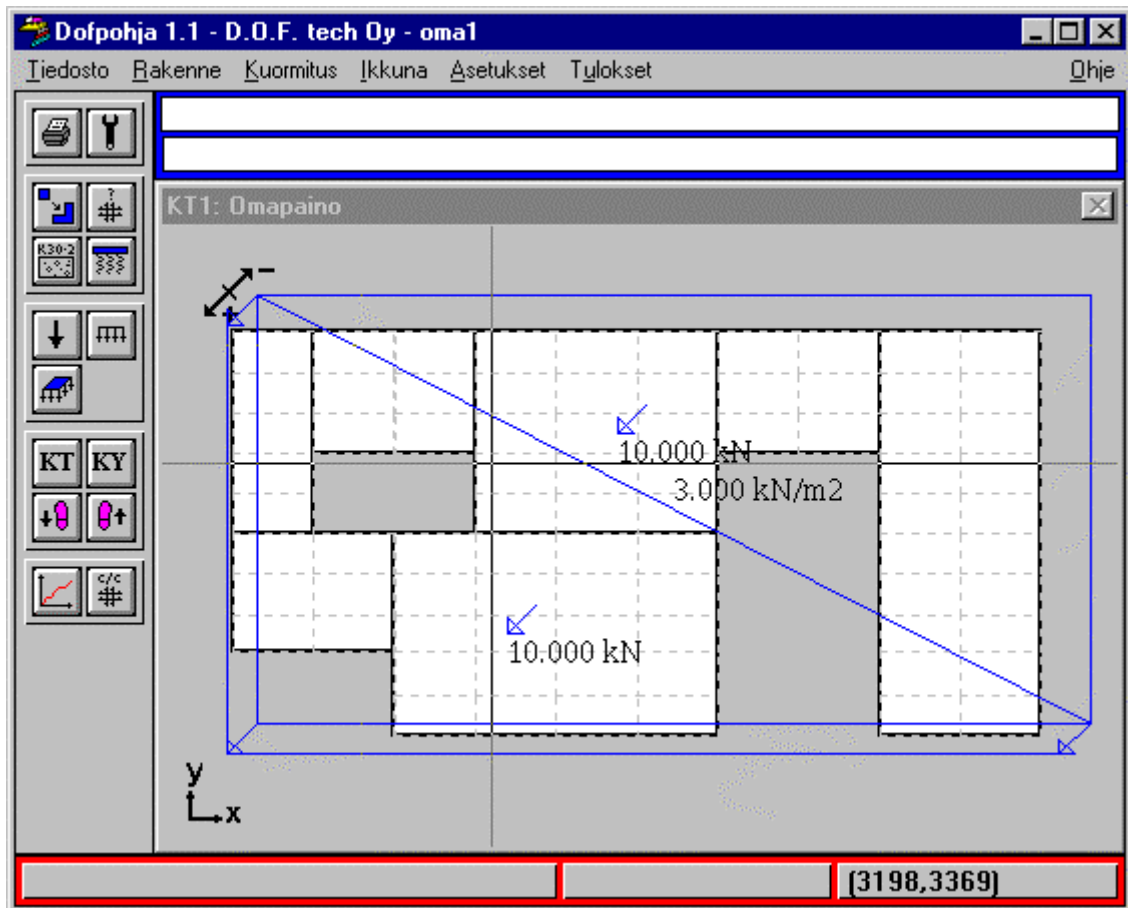 Dofpohja 1.1 - D.O.F. tech Oy - oma1
Tiedosto Rakenne Kuormitus Ikkuna Asetukset Tulokset Ohje
KT1: Omapaino
K30-2
KT KY
c/c
10.000 kN
3.000 kN/m2
10.000 kN
y
x
(3198,3369)